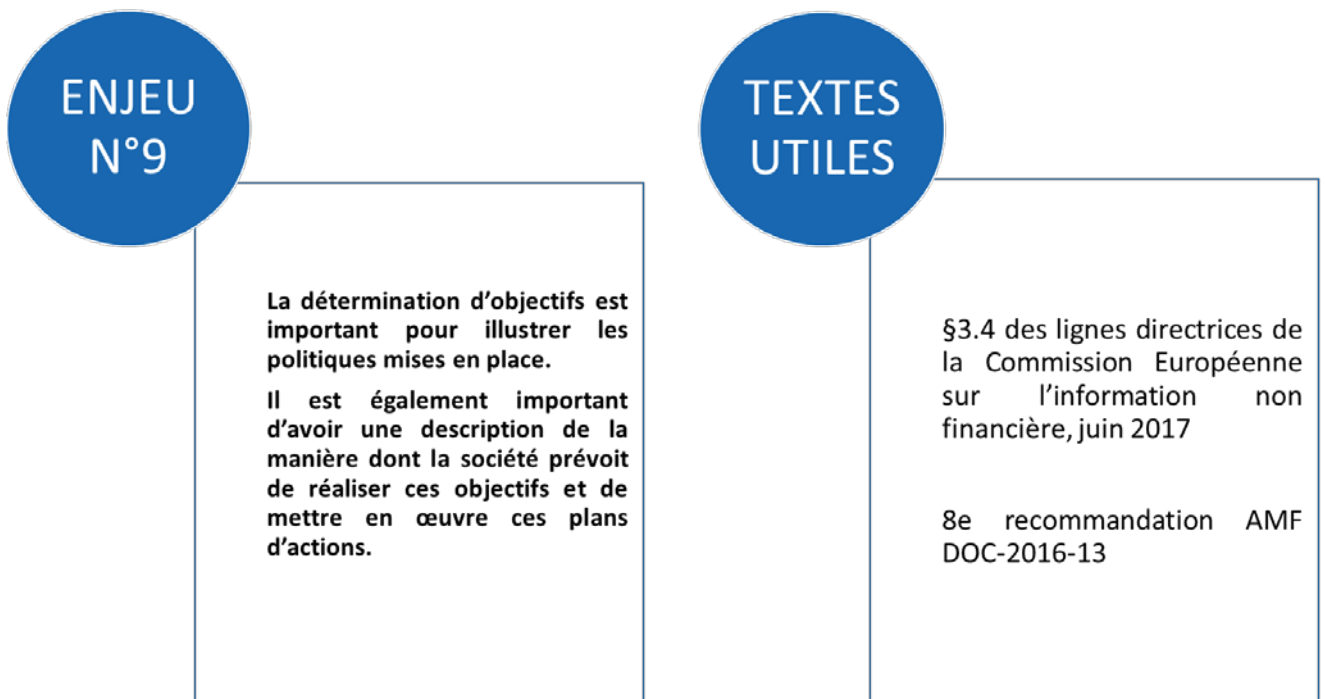 ENJEU
N°9
La détermination d’objectifs est
important pour illustrer les
politiques mises en place.
Il est également important
d’avoir une description de la
manière dont la société prévoit
de réaliser ces objectifs et de
mettre en œuvre ces plans
d’actions.
TEXTES
UTILES
§3.4 des lignes directrices de
la Commission Européenne
sur l’information non
financière, juin 2017
8e recommandation AMF
DOC-2016-13